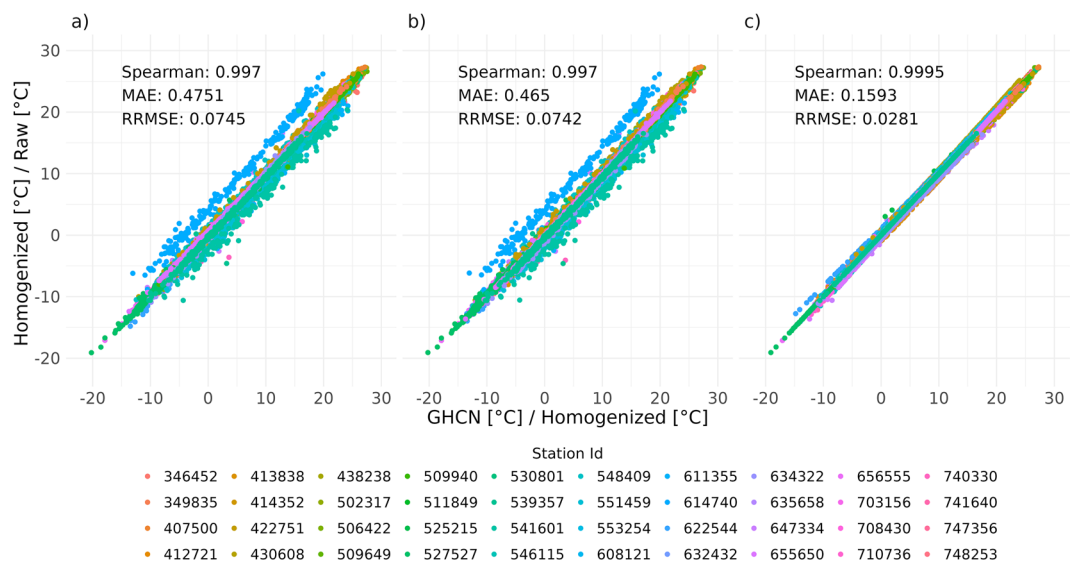 a)
b)
c)
Spearman: 0.997
MAE: 0.4751
RRMSE: 0.0745
Spearman: 0.997
MAE: 0.465
RRMSE: 0.0742
Spearman: 0.9995
MAE: 0.1593
RRMSE: 0.0281
Homogenized [°C] / Raw [°C]
30
20
10
0
-10
-20
-20 -10 0 10 20 30
-20 -10 0 10 20 30
-20 -10 0 10 20 30
GHCN [°C] / Homogenized [°C]
Station Id
346452 413838 438238 509940 530801 548409 611355 634322 656555 740330
349835 414352 502317 511849 539357 551459 614740 635658 703156 741640
407500 422751 506422 525215 541601 553254 622544 647334 708430 747356
412721 430608 509649 527527 546115 608121 632432 655650 710736 748253